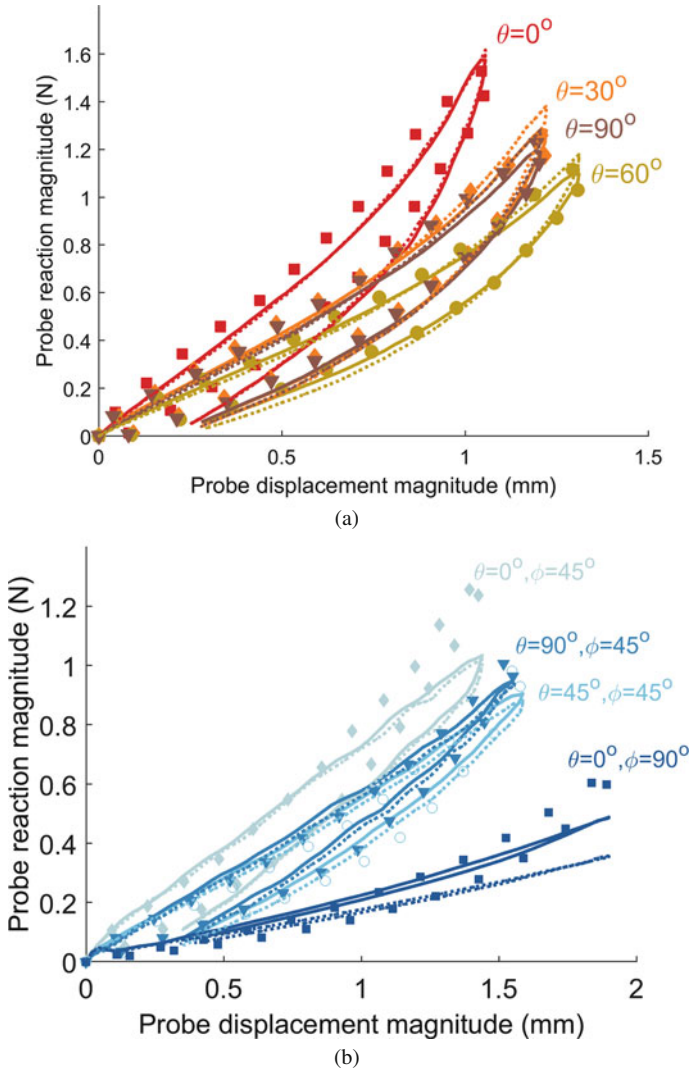 1.6
θ=0°
1.4
θ=30°
1.2
θ=90°
1
θ=60°
0.8
0.6
0.4
0.2
0
Probe reaction magnitude (N)
0
0.5
1
1.5
Probe displacement magnitude (mm)
(a)
θ=0°,ϕ=45°
1.2
θ=90°,ϕ=45°
1
θ=45°,ϕ=45°
0.8
θ=0°,ϕ=90°
0.6
0.4
0.2
0
Probe reaction magnitude (N)
0
0.5
1
1.5
2
Probe displacement magnitude (mm)
(b)